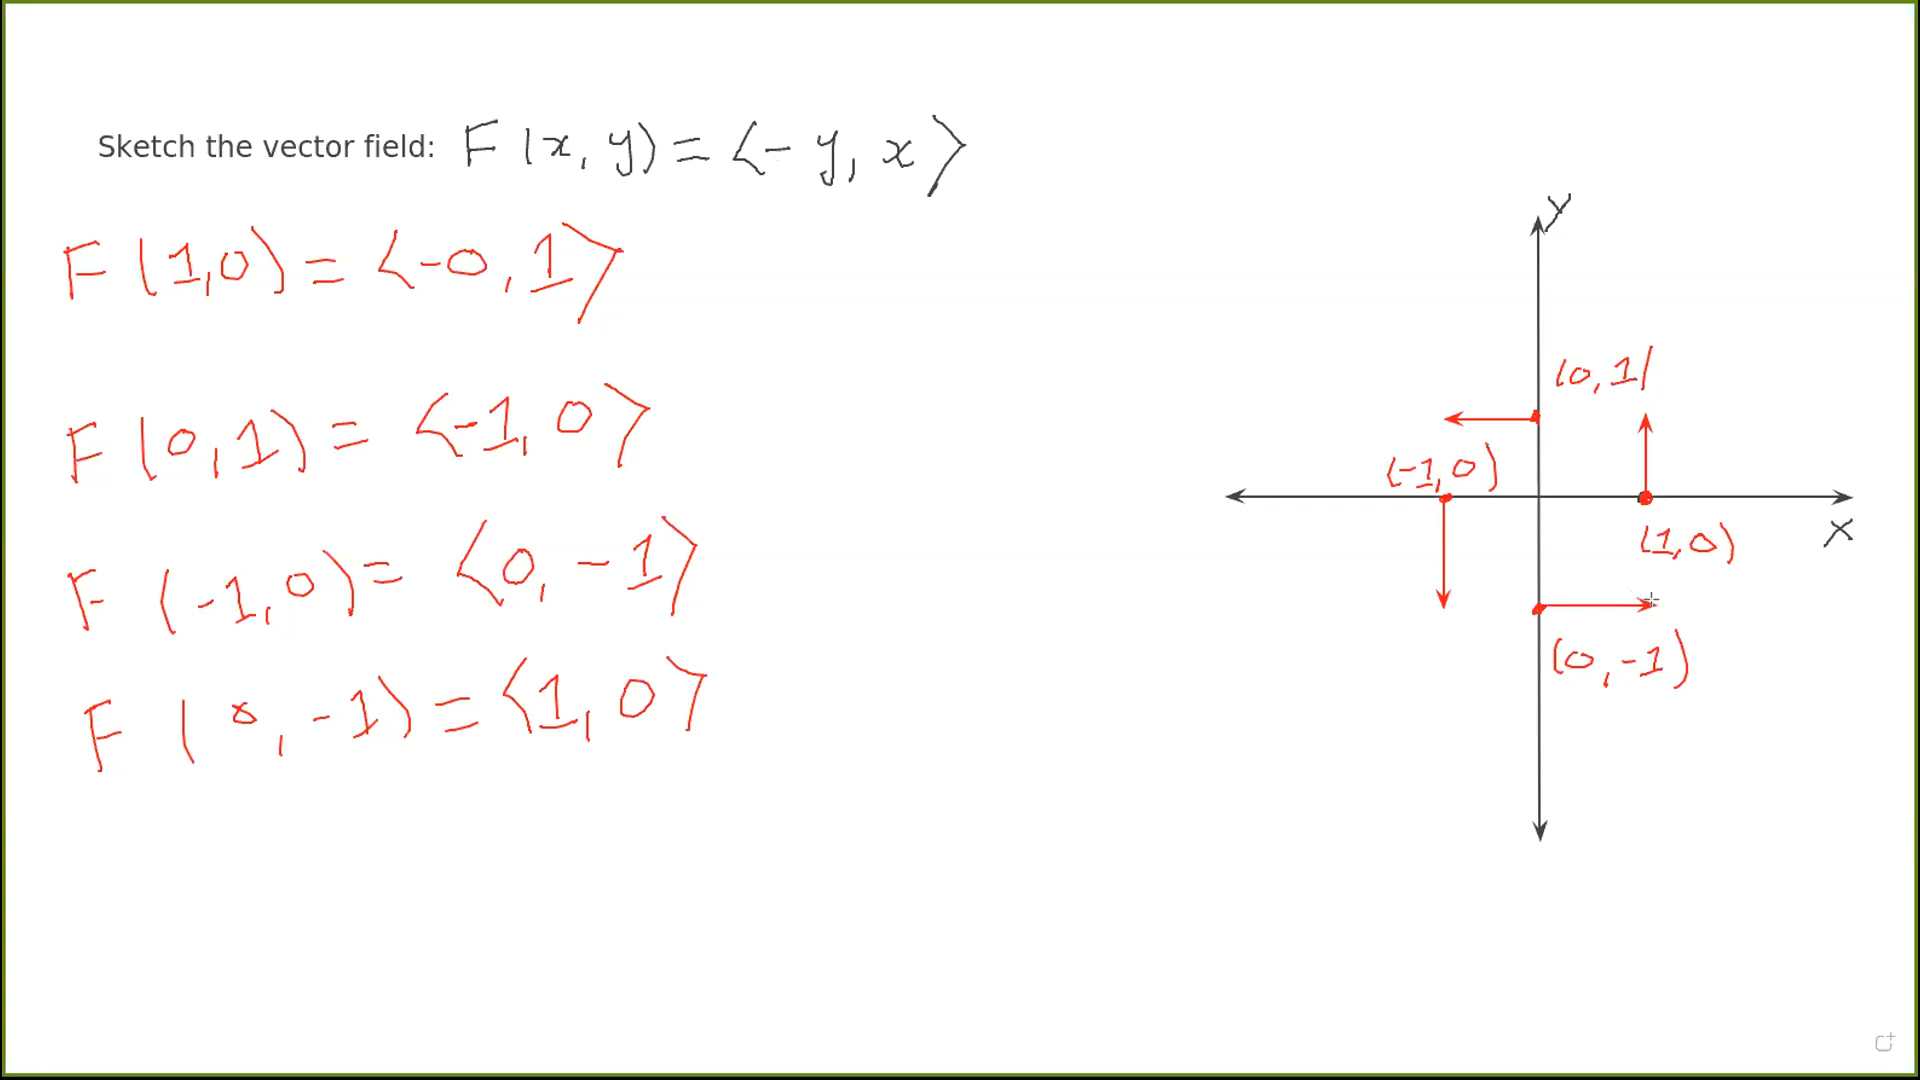 Sketch the vector field: F(x, y) = ⟨-y, x⟩
F(1,0) = ⟨-0, 1⟩
F(0,1) = ⟨-1, 0⟩
F(-1,0) = ⟨0, -1⟩
F(0,-1) = ⟨1, 0⟩
y
(0,1)
(-1,0)
(1,0)
x
(0,-1)